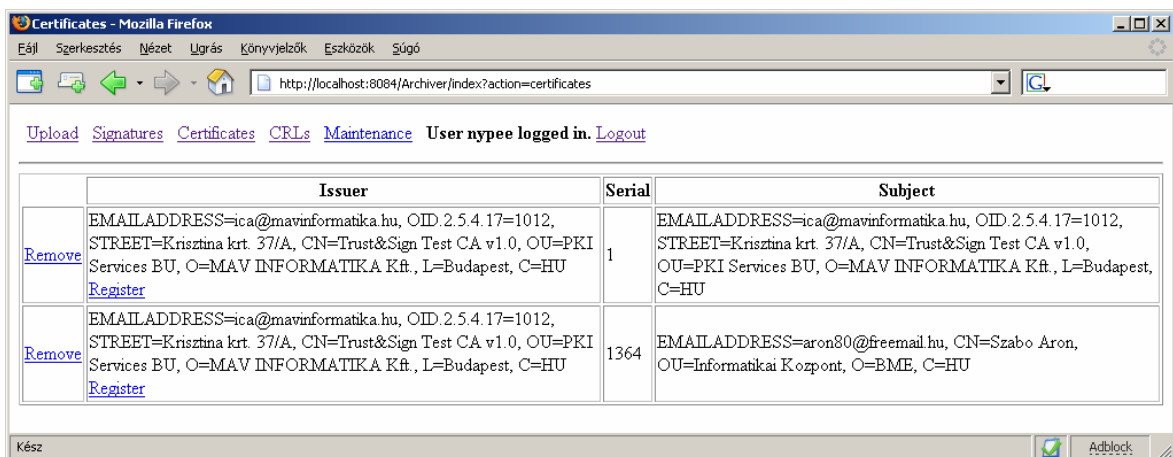 Certificates - Mozilla Firefox
Fájl Szerkesztés Nézet Ugrás Könyvjelzők Eszközök Súgó
http://localhost:8084/Archiver/index?action=certificates
Upload Signatures Certificates CRLs Maintenance User nypee logged in. Logout
Issuer Serial Subject
EMAILADDRESS=ica@mavinformatika.hu, OID.2.5.4.17=1012,
STREET=Krisztina krt. 37/A, CN=Trust&Sign Test CA v1.0, OU=PKI
Services BU, O=MAV INFORMATIKA Kft., L=Budapest, C=HU
Register
Remove
1
EMAILADDRESS=ica@mavinformatika.hu, OID.2.5.4.17=1012,
STREET=Krisztina krt. 37/A, CN=Trust&Sign Test CA v1.0,
OU=PKI Services BU, O=MAV INFORMATIKA Kft., L=Budapest,
C=HU
EMAILADDRESS=ica@mavinformatika.hu, OID.2.5.4.17=1012,
STREET=Krisztina krt. 37/A, CN=Trust&Sign Test CA v1.0, OU=PKI
Services BU, O=MAV INFORMATIKA Kft., L=Budapest, C=HU
Register
Remove
1364
EMAILADDRESS=aron80@freemail.hu, CN=Szabo Aron,
OU=Informatikai Kozpont, O=BME, C=HU
Kész Adblock